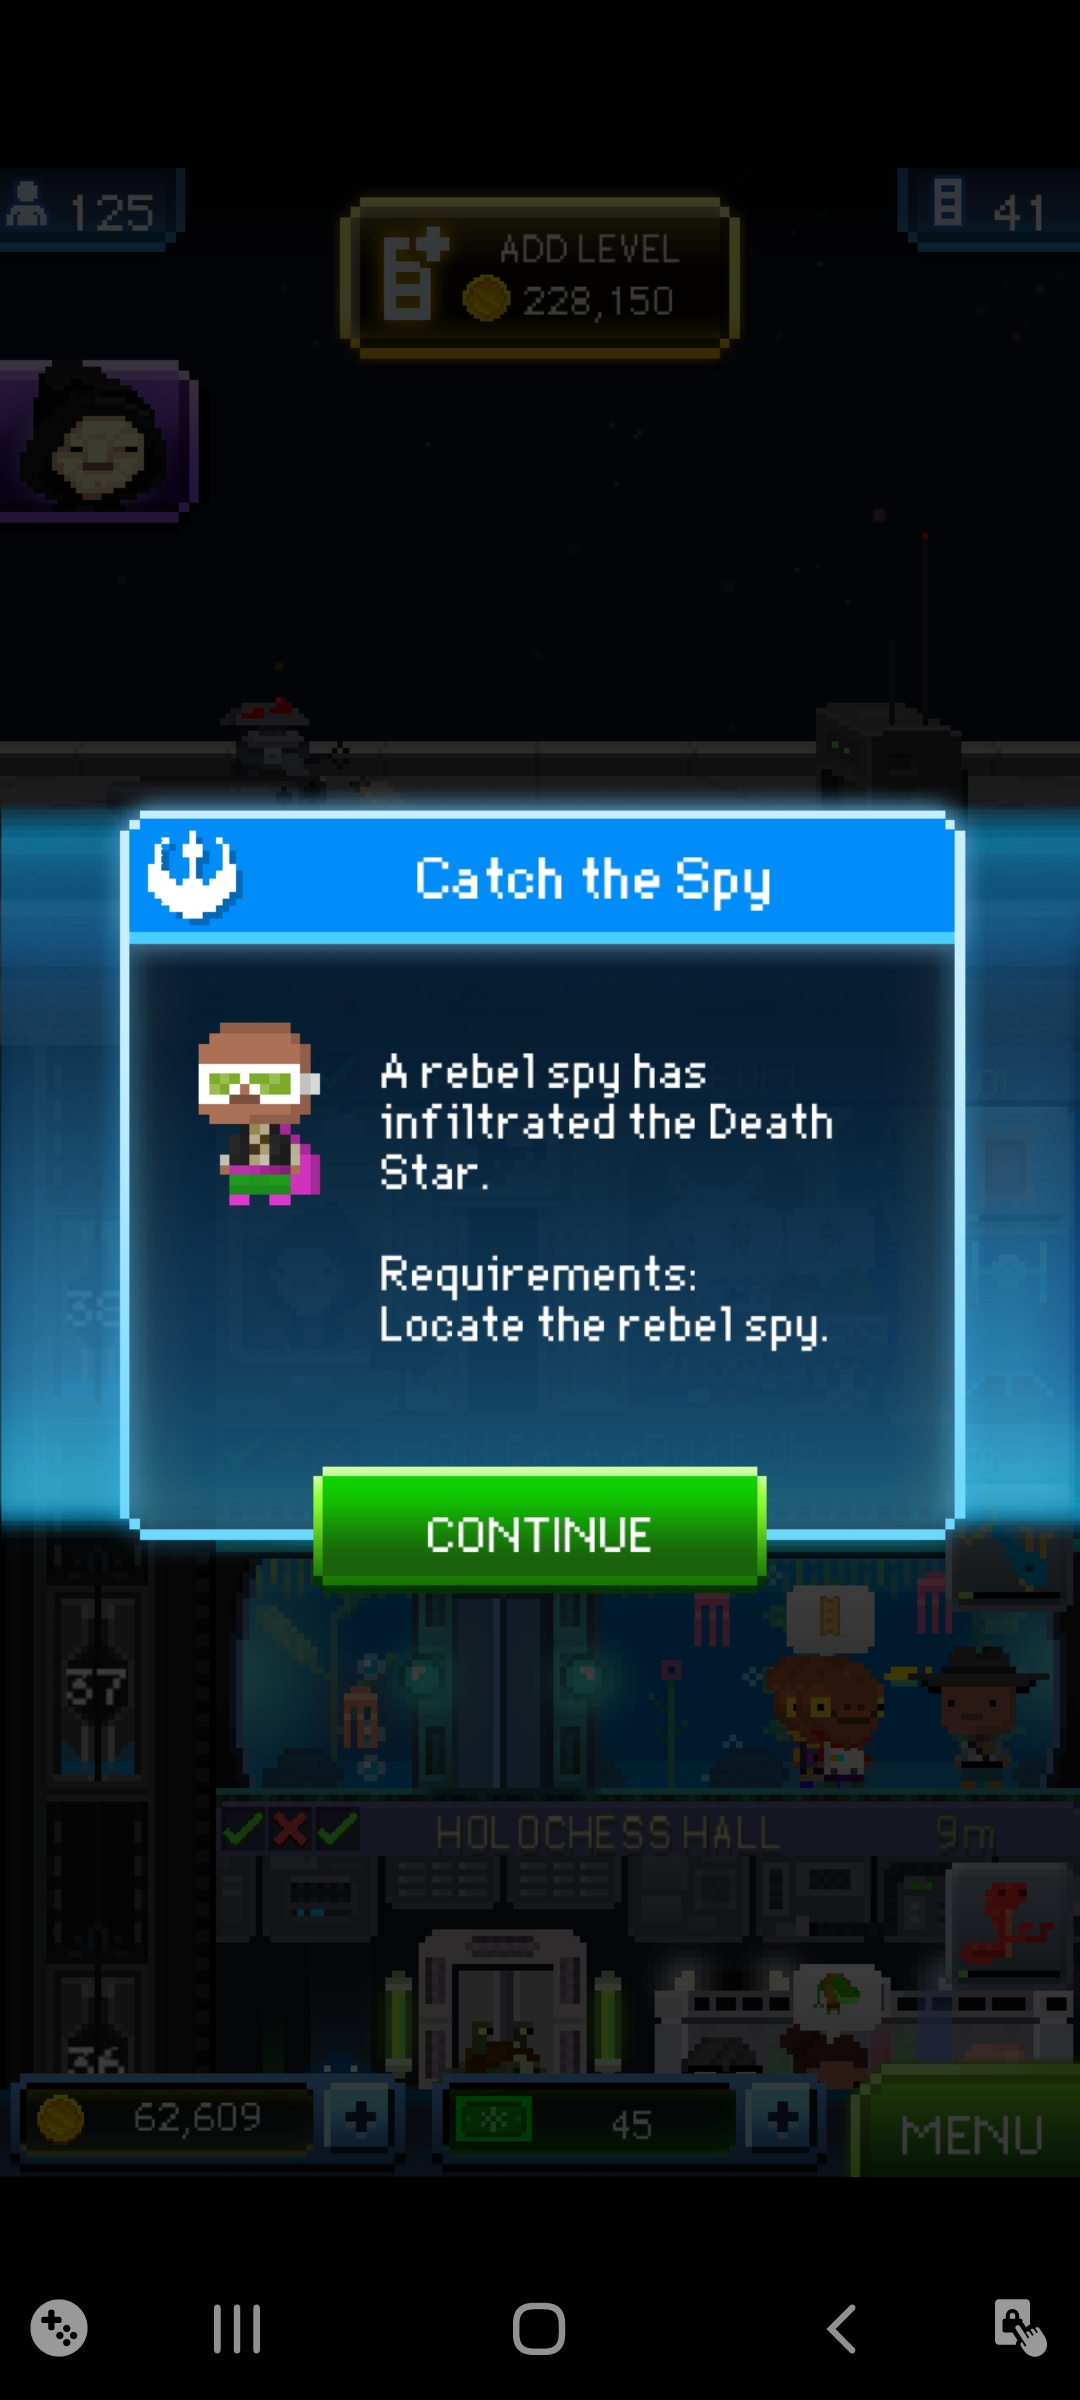 125
ADD LEVEL
228,150
41
Catch the Spy
A rebel spy has
infiltrated the Death
Star.
Requirements:
Locate the rebel spy.
38
CONTINUE
37
HOLOCHESS HALL
9m
36
62,609
45
MENU